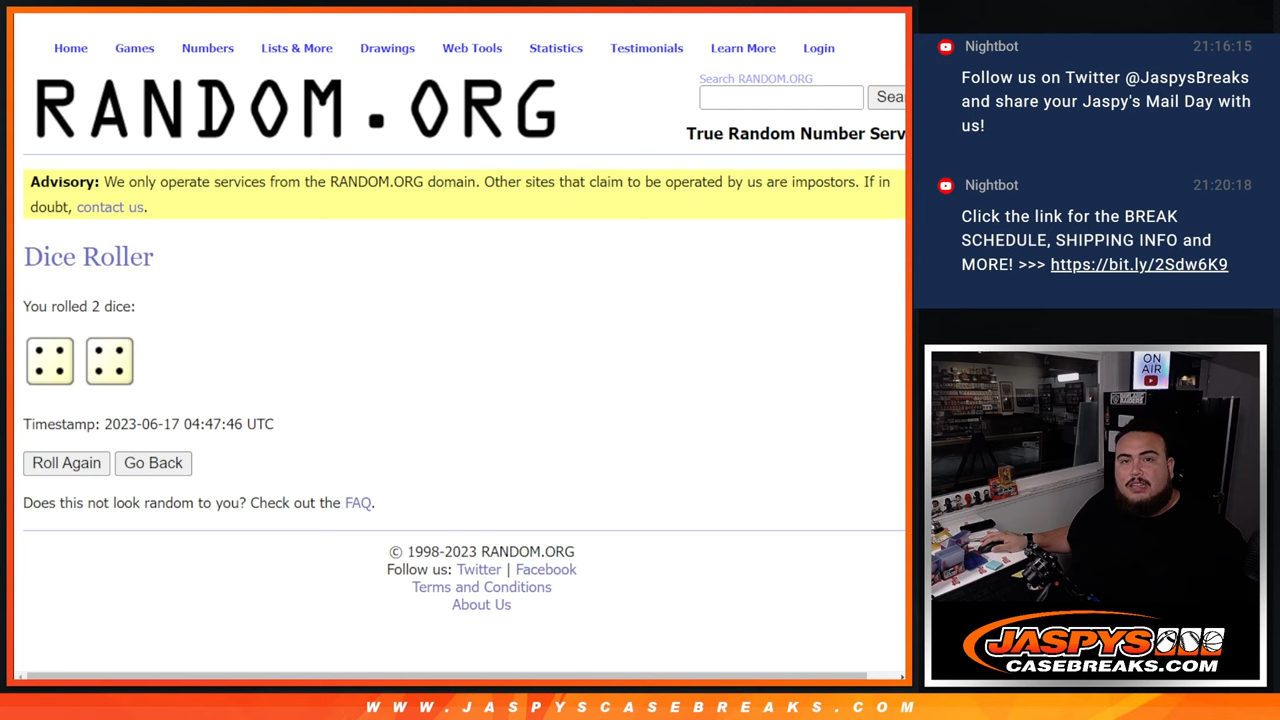 Home Games Numbers Lists & More Drawings Web Tools Statistics Testimonials Learn More Login
RANDOM.ORG
Search RANDOM.ORG
Sea
True Random Number Serv
Advisory: We only operate services from the RANDOM.ORG domain. Other sites that claim to be operated by us are impostors. If in
doubt, contact us.
Dice Roller
You rolled 2 dice:
Timestamp: 2023-06-17 04:47:46 UTC
Roll Again Go Back
Does this not look random to you? Check out the FAQ.
© 1998-2023 RANDOM.ORG
Follow us: Twitter | Facebook
Terms and Conditions
About Us
Nightbot 21:16:15
Follow us on Twitter @JaspysBreaks
and share your Jaspy's Mail Day with
us!
Nightbot 21:20:18
Click the link for the BREAK
SCHEDULE, SHIPPING INFO and
MORE! >>> https://bit.ly/2Sdw6K9
ON
AIR
JASPYS
CASEBREAKS.COM
WWW.JASPYSCASEBREAKS.COM